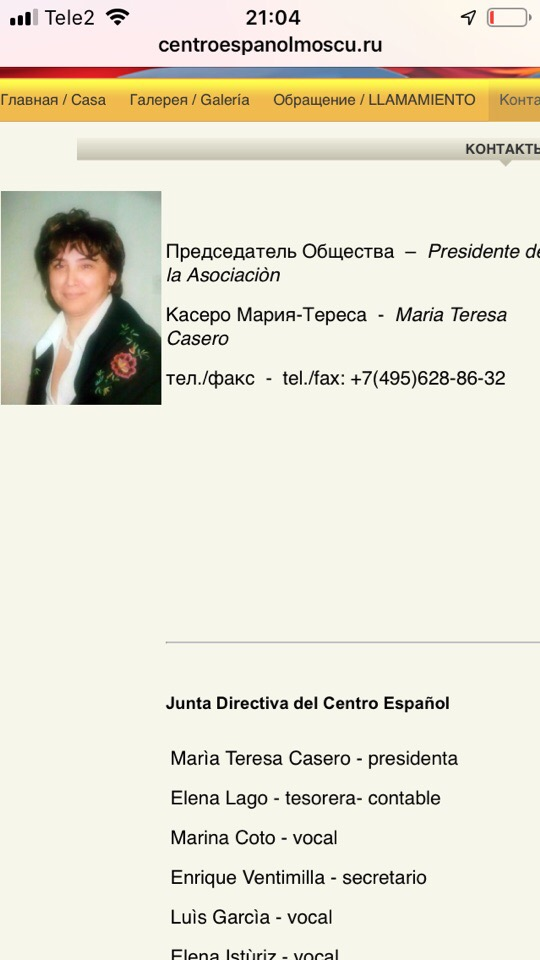 Tele2
21:04
centroespanolmoscu.ru
Главная / Casa Галерея / Galería Обращение / LLAMAMIENTO Конта
КОНТАКТЫ
Председатель Общества – Presidente de
la Asociaciòn
Касеро Мария-Тереса - Maria Teresa
Casero
тел./факс - tel./fax: +7(495)628-86-32
Junta Directiva del Centro Español
Marìa Teresa Casero - presidenta
Elena Lago - tesorera- contable
Marina Coto - vocal
Enrique Ventimilla - secretario
Luìs Garcìa - vocal
Elena Istùriz - vocal